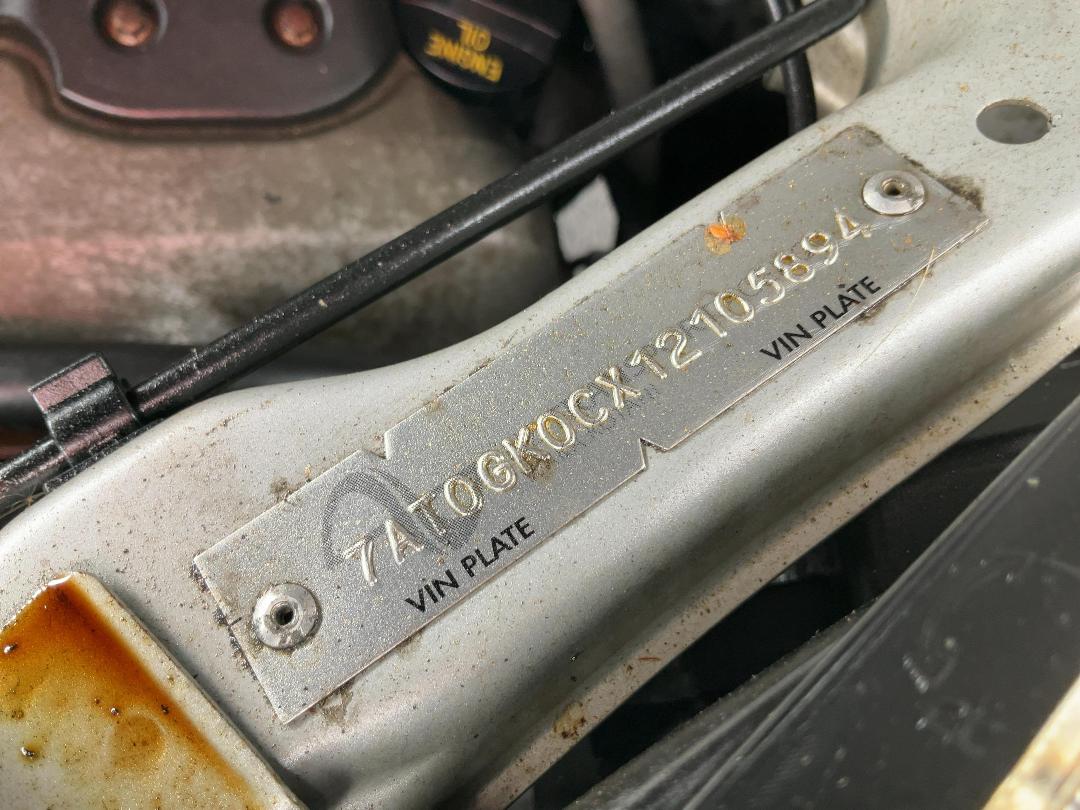 ENGINE
OIL
7AT0GK0CX12105894
VIN PLATE
VIN PLATE